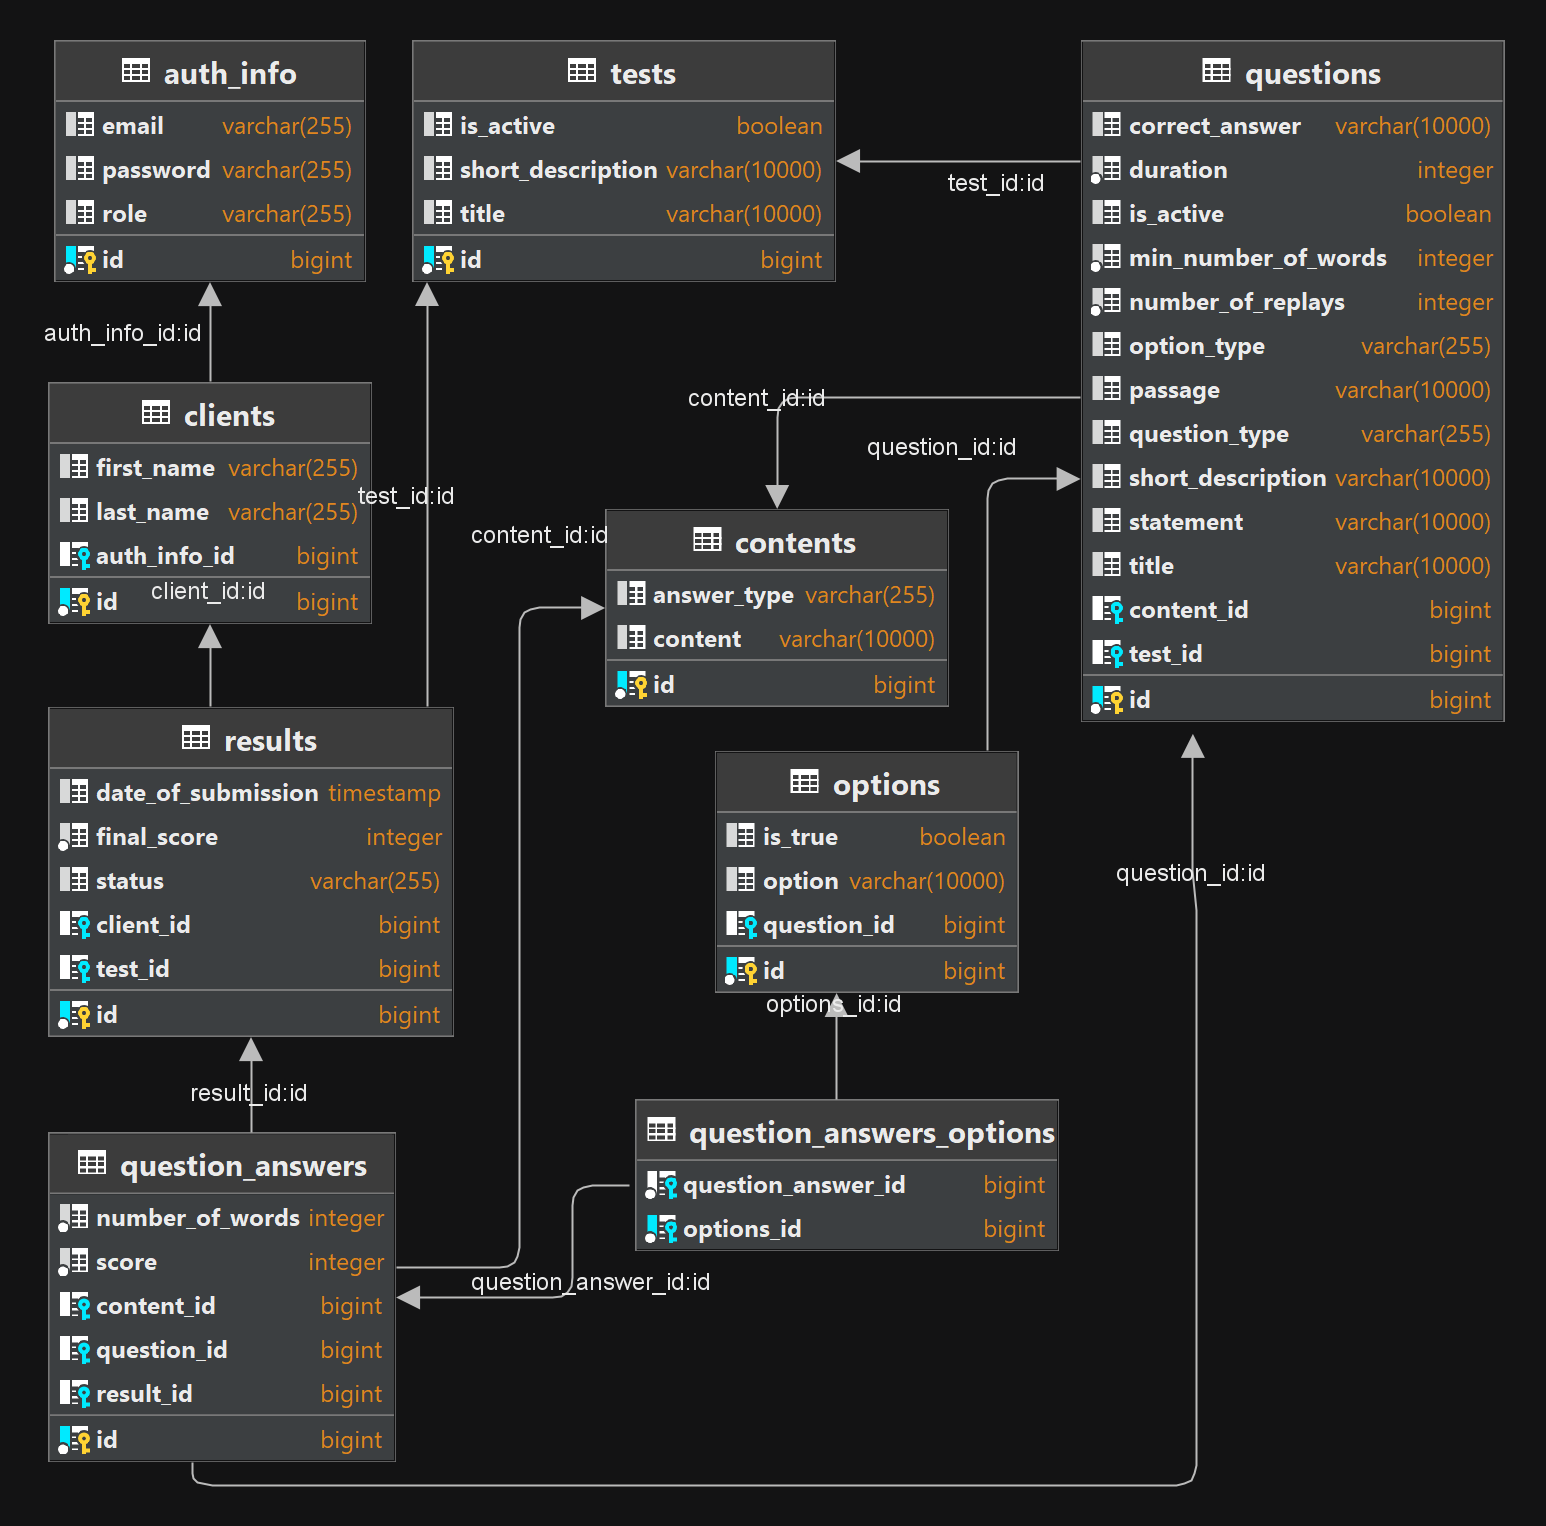 auth_info
email varchar(255)
password varchar(255)
role varchar(255)
id bigint
tests
is_active boolean
short_description varchar(10000)
title varchar(10000)
id bigint
questions
correct_answer varchar(10000)
duration integer
is_active boolean
min_number_of_words integer
number_of_replays integer
option_type varchar(255)
passage varchar(10000)
question_type varchar(255)
short_description varchar(10000)
statement varchar(10000)
title varchar(10000)
content_id bigint
test_id bigint
id bigint
test_id:id
auth_info_id:id
content_id:id
question_id:id
clients
first_name varchar(255)
last_name varchar(255)
auth_info_id bigint
id bigint
client_id:id
test_id:id
content_id:id
contents
answer_type varchar(255)
content varchar(10000)
id bigint
results
date_of_submission timestamp
final_score integer
status varchar(255)
client_id bigint
test_id bigint
id bigint
options
is_true boolean
option varchar(10000)
question_id bigint
id bigint
question_id:id
options_id:id
result_id:id
question_answers
number_of_words integer
score integer
content_id bigint
question_id bigint
result_id bigint
id bigint
question_answers_options
question_answer_id bigint
options_id bigint
question_answer_id:id